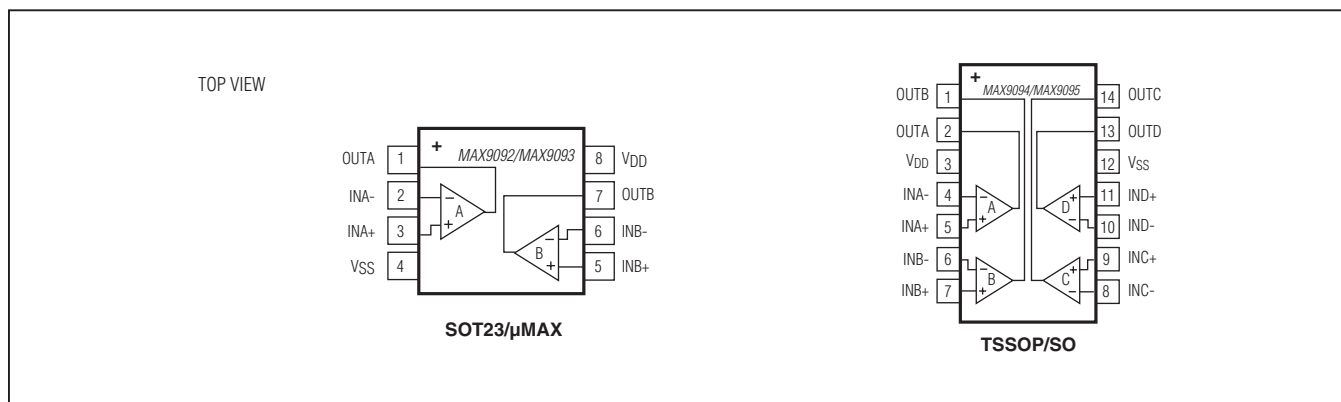 TOP VIEW
+
MAX9092/MAX9093
OUTA 1
INA- 2
INA+ 3
VSS 4
8 VDD
7 OUTB
6 INB-
5 INB+
- A +
- B +
SOT23/µMAX
+
MAX9094/MAX9095
OUTB 1
OUTA 2
VDD 3
INA- 4
INA+ 5
INB- 6
INB+ 7
14 OUTC
13 OUTD
12 VSS
11 IND+
10 IND-
9 INC+
8 INC-
- A +
+ D -
- B +
+ C -
TSSOP/SO